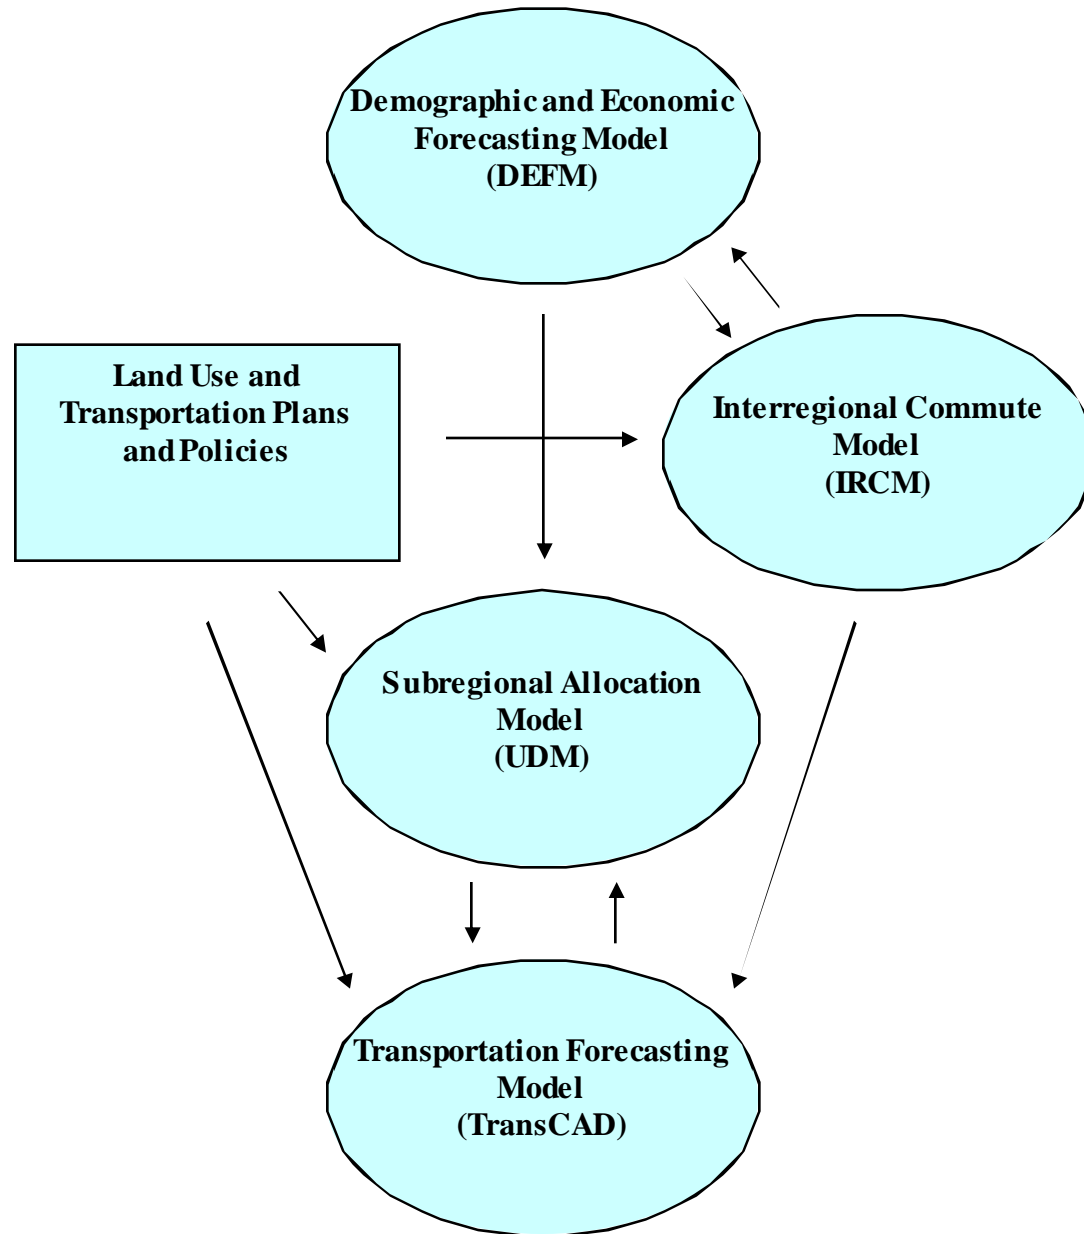 Demographic and Economic
Forecasting Model
(DEFM)
Land Use and
Transportation Plans
and Policies
Interregional Commute
Model
(IRCM)
Subregional Allocation
Model
(UDM)
Transportation Forecasting
Model
(TransCAD)